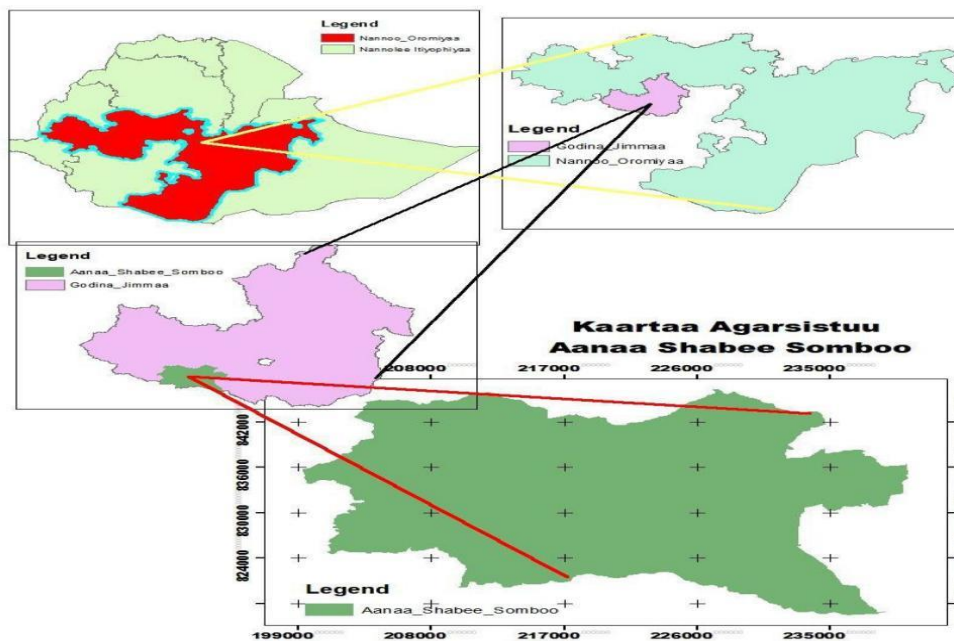 Legend
Nannoo_Oromiyaa
Nannolee Itiyophiyaa
Legend
Godina_Jimmaa
Nannoo_Oromiyaa
Legend
Aanaa_Shabee_Somboo
Godina_Jimmaa
Kaartaa Agarsistuu
Aanaa Shabee Somboo
208000
217000
226000
235000
842000
836000
830000
824000
Legend
Aanaa_Shabee_Somboo
199000
208000
217000
226000
235000